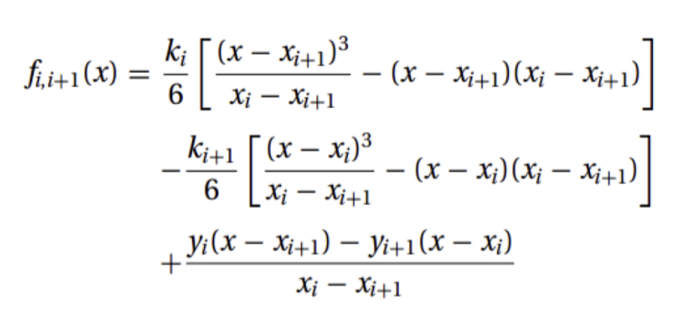 f_{i,i+1}(x) = \frac{k_i}{6} \left[ \frac{(x - x_{i+1})^3}{x_i - x_{i+1}} - (x - x_{i+1})(x_i - x_{i+1}) \right]
- \frac{k_{i+1}}{6} \left[ \frac{(x - x_i)^3}{x_i - x_{i+1}} - (x - x_i)(x_i - x_{i+1}) \right]
+ \frac{y_i(x - x_{i+1}) - y_{i+1}(x - x_i)}{x_i - x_{i+1}}